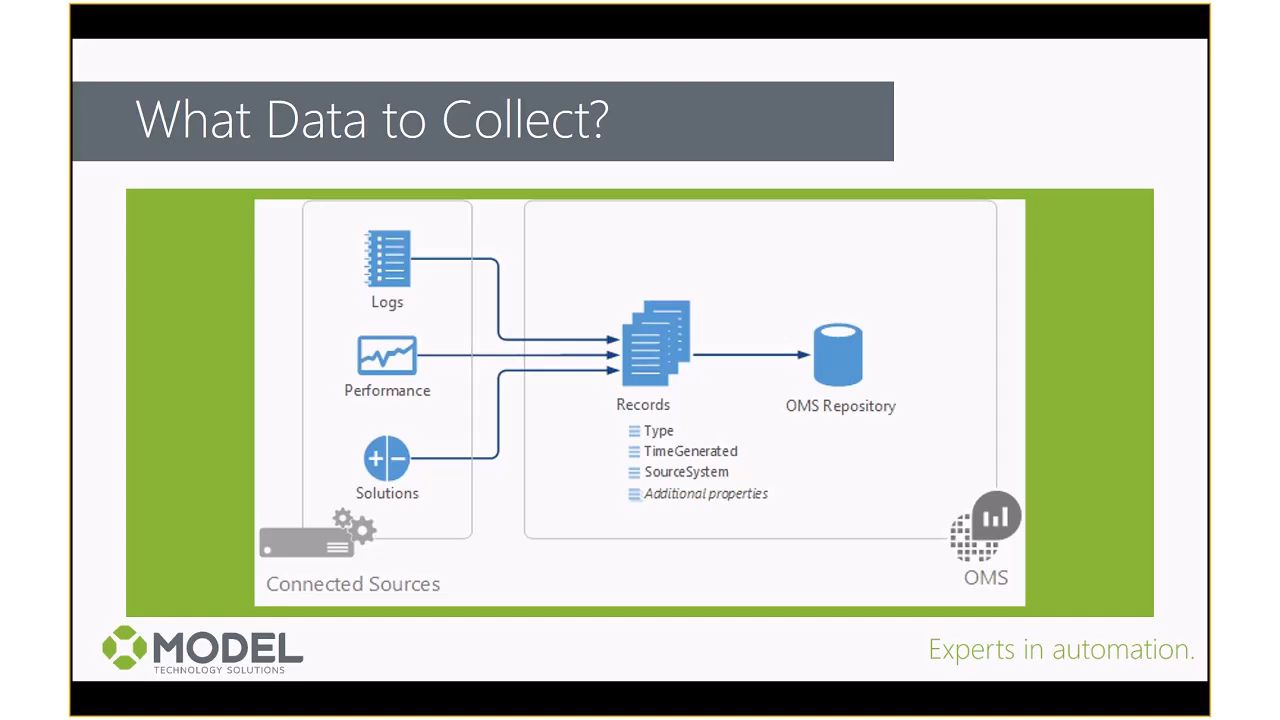 What Data to Collect?
Logs
Performance
Solutions
Connected Sources
Records
Type
TimeGenerated
SourceSystem
Additional properties
OMS Repository
OMS
MODEL
TECHNOLOGY SOLUTIONS
Experts in automation.